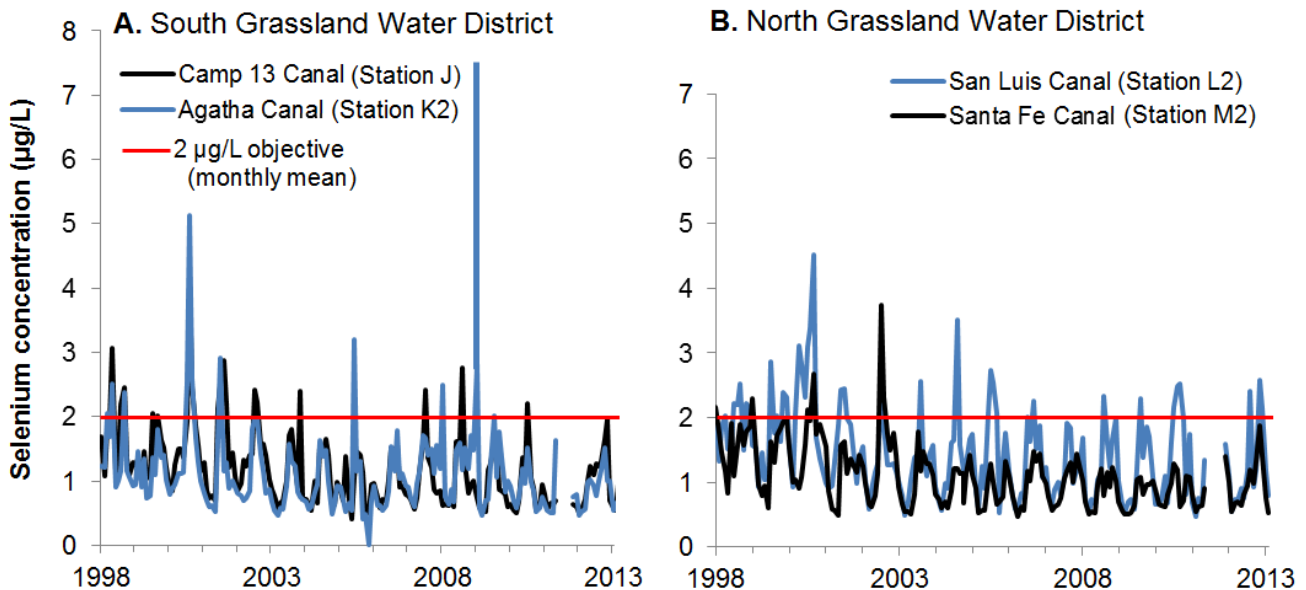 A. South Grassland Water District
Camp 13 Canal (Station J)
Agatha Canal (Station K2)
2 µg/L objective
(monthly mean)
Selenium concentration (µg/L)
8
7
6
5
4
3
2
1
0
1998
2003
2008
2013
B. North Grassland Water District
San Luis Canal (Station L2)
Santa Fe Canal (Station M2)
7
6
5
4
3
2
1
0
1998
2003
2008
2013